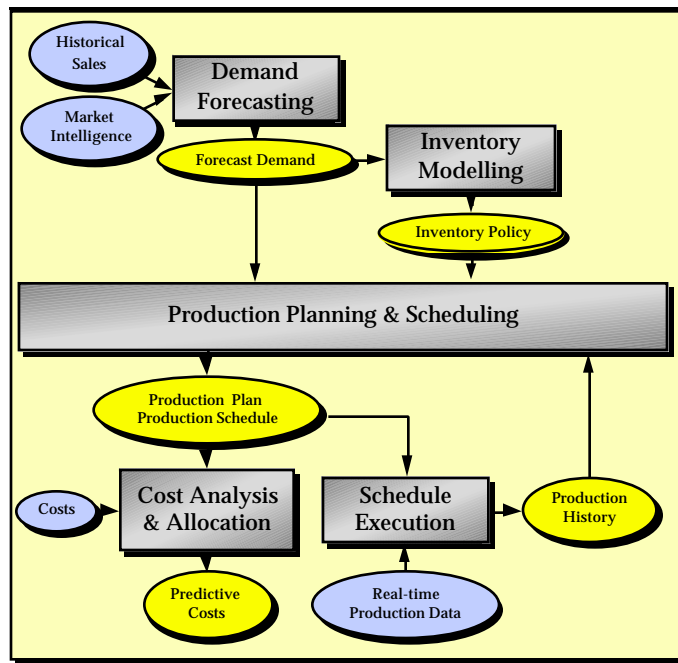 Historical
Sales
Demand
Forecasting
Market
Intelligence
Forecast Demand
Inventory
Modelling
Inventory Policy
Production Planning & Scheduling
Production Plan
Production Schedule
Costs
Cost Analysis
& Allocation
Schedule
Execution
Production
History
Predictive
Costs
Real-time
Production Data